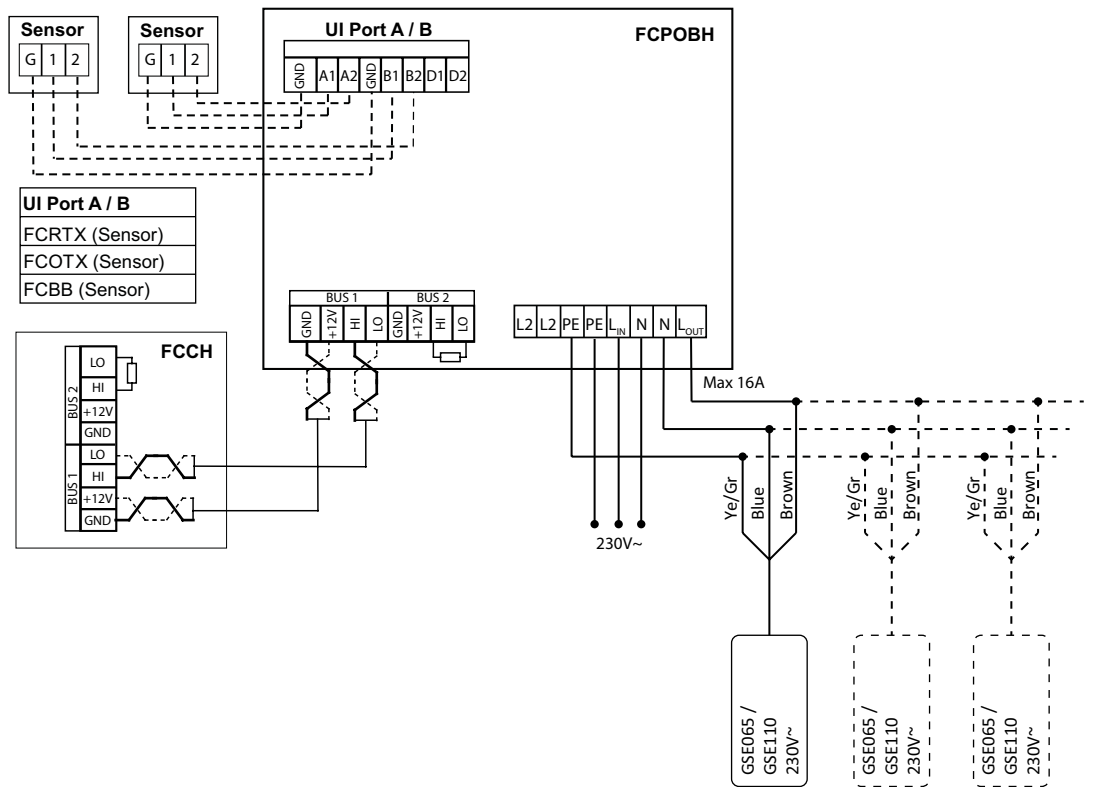 Sensor
G 1 2
Sensor
G 1 2
UI Port A / B
FCPOBH
GND A1 A2 GND B1 B2 D1 D2
UI Port A / B
FCRTX (Sensor)
FCOTX (Sensor)
FCBB (Sensor)
BUS 1 BUS 2
GND +12V HI LO GND +12V HI LO
L2 L2 PE PE LIN N N LOUT
Max 16A
FCCH
BUS 2
LO
HI
+12V
GND
BUS 1
LO
HI
+12V
GND
230V~
Ye/Gr
Blue
Brown
Ye/Gr
Blue
Brown
Ye/Gr
Blue
Brown
GSE065 /
GSE110
230V~
GSE065 /
GSE110
230V~
GSE065 /
GSE110
230V~